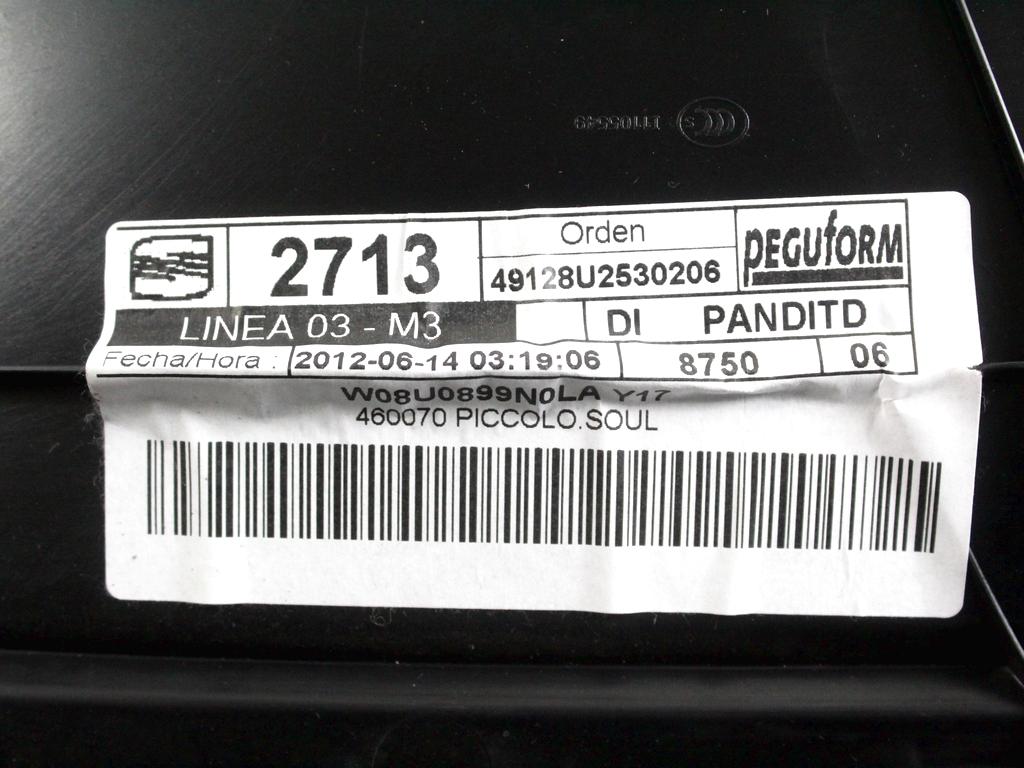 2713
Orden
49128U2530206
PEGUfORM
LINEA 03 - M3
DI
PANDITD
Fecha/Hora :
2012-06-14 03:19:06
8750
06
W08U0899N0LA Y17
460070 PICCOLO.SOUL